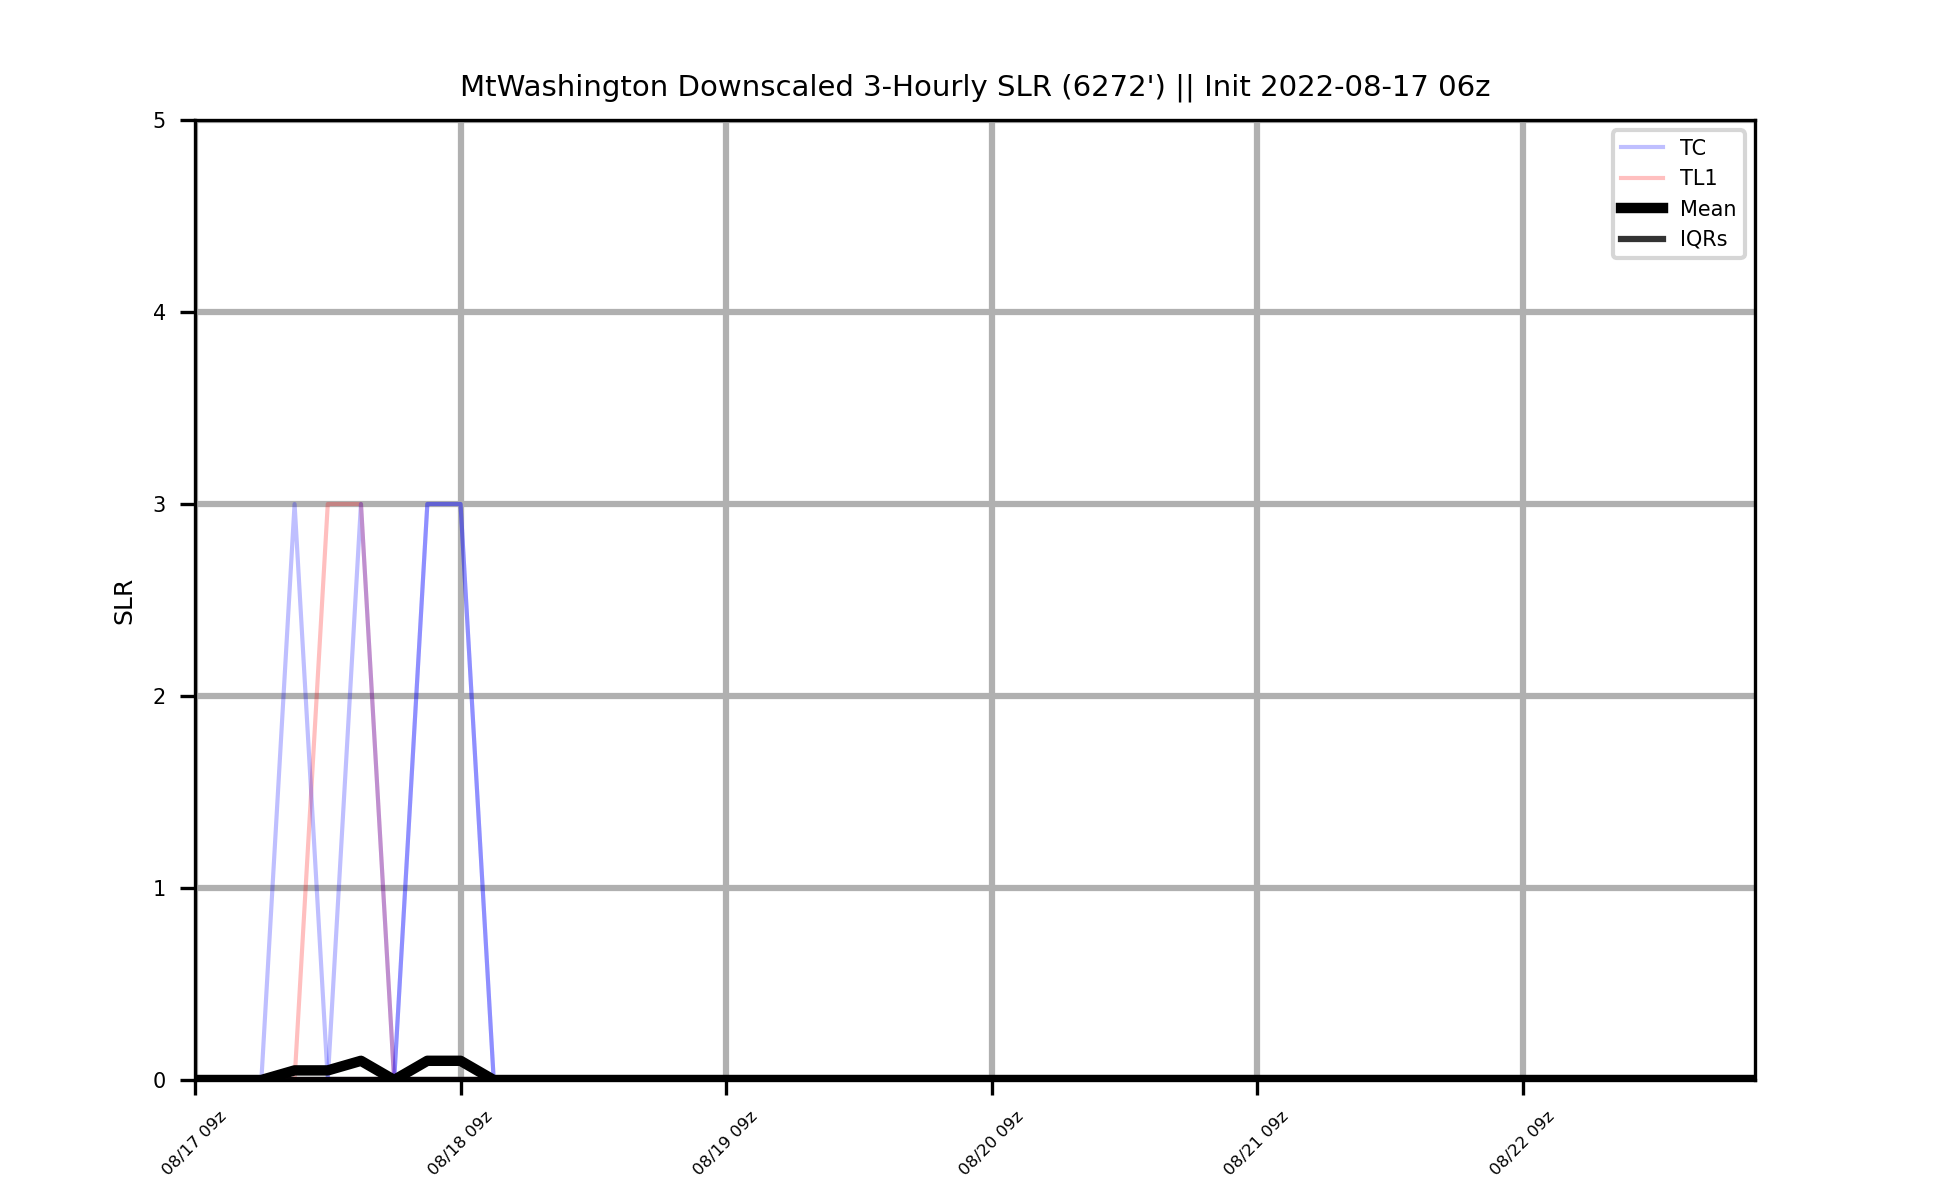 MtWashington Downscaled 3-Hourly SLR (6272') || Init 2022-08-17 06z
5
4
3
2
1
0
SLR
TC
TL1
Mean
IQRs
08/17 09z
08/18 09z
08/19 09z
08/20 09z
08/21 09z
08/22 09z